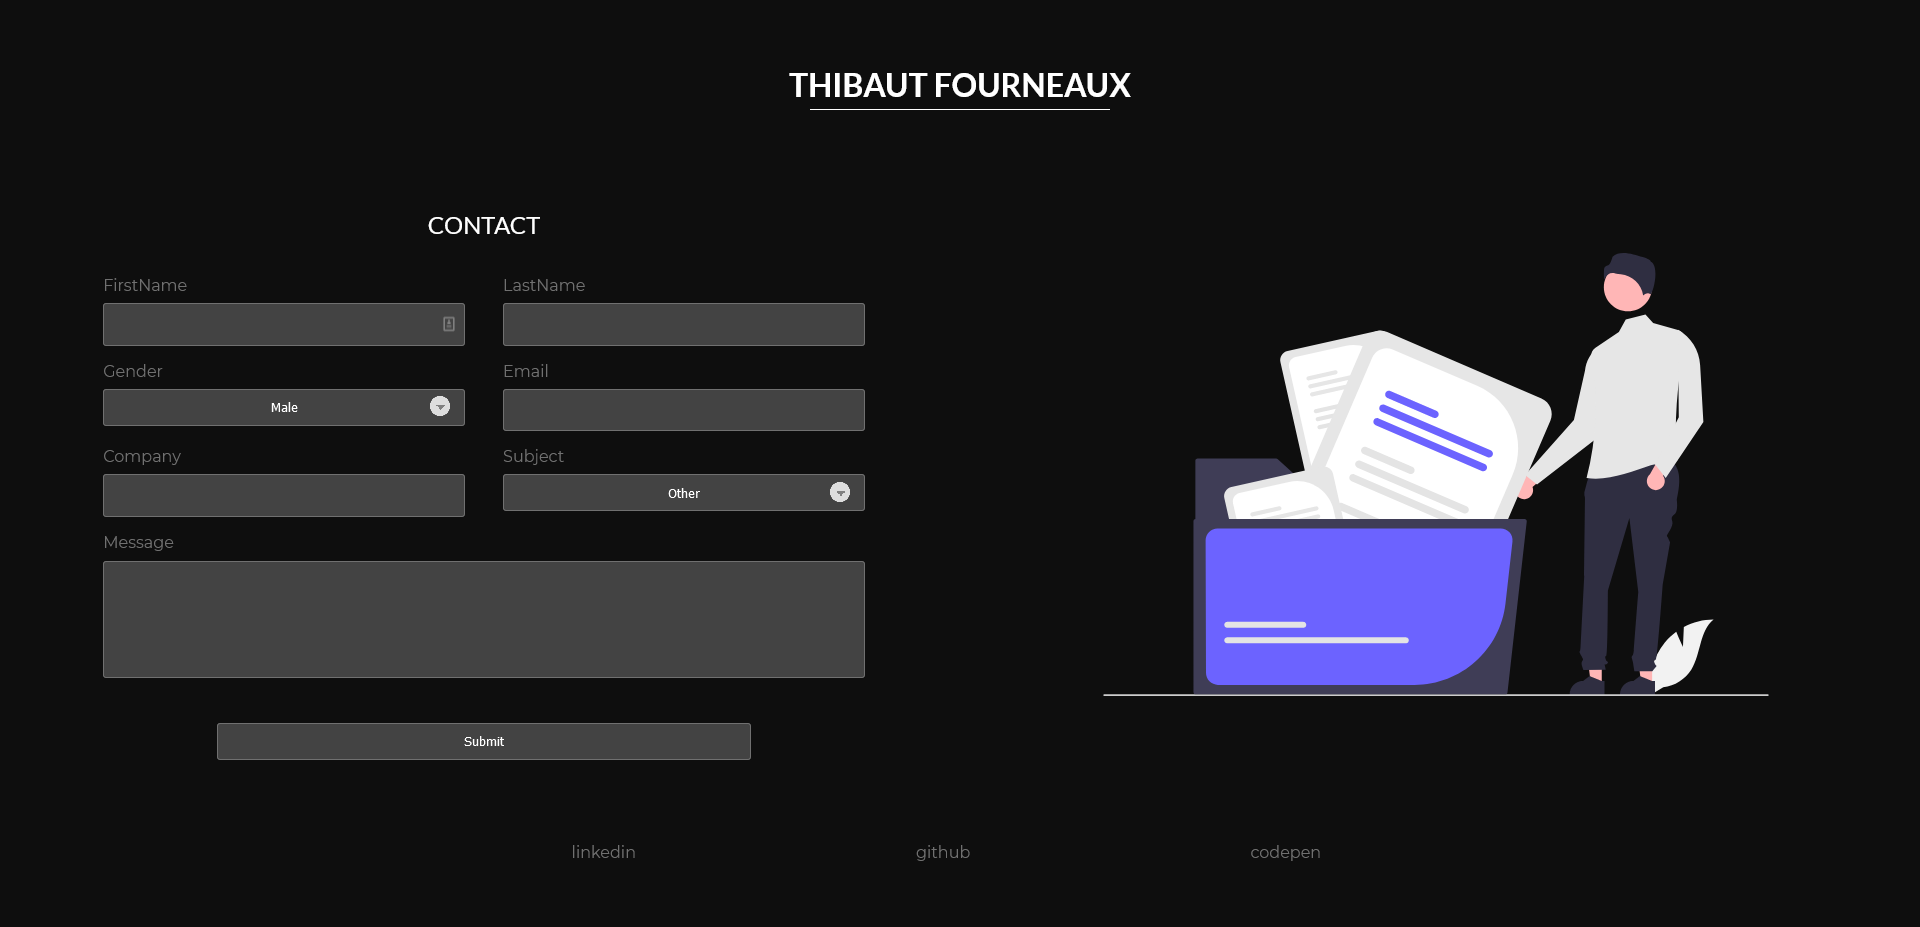 THIBAUT FOURNEAUX
CONTACT
FirstName
LastName
Gender
Email
Male
Company
Subject
Other
Message
Submit
linkedin
github
codepen